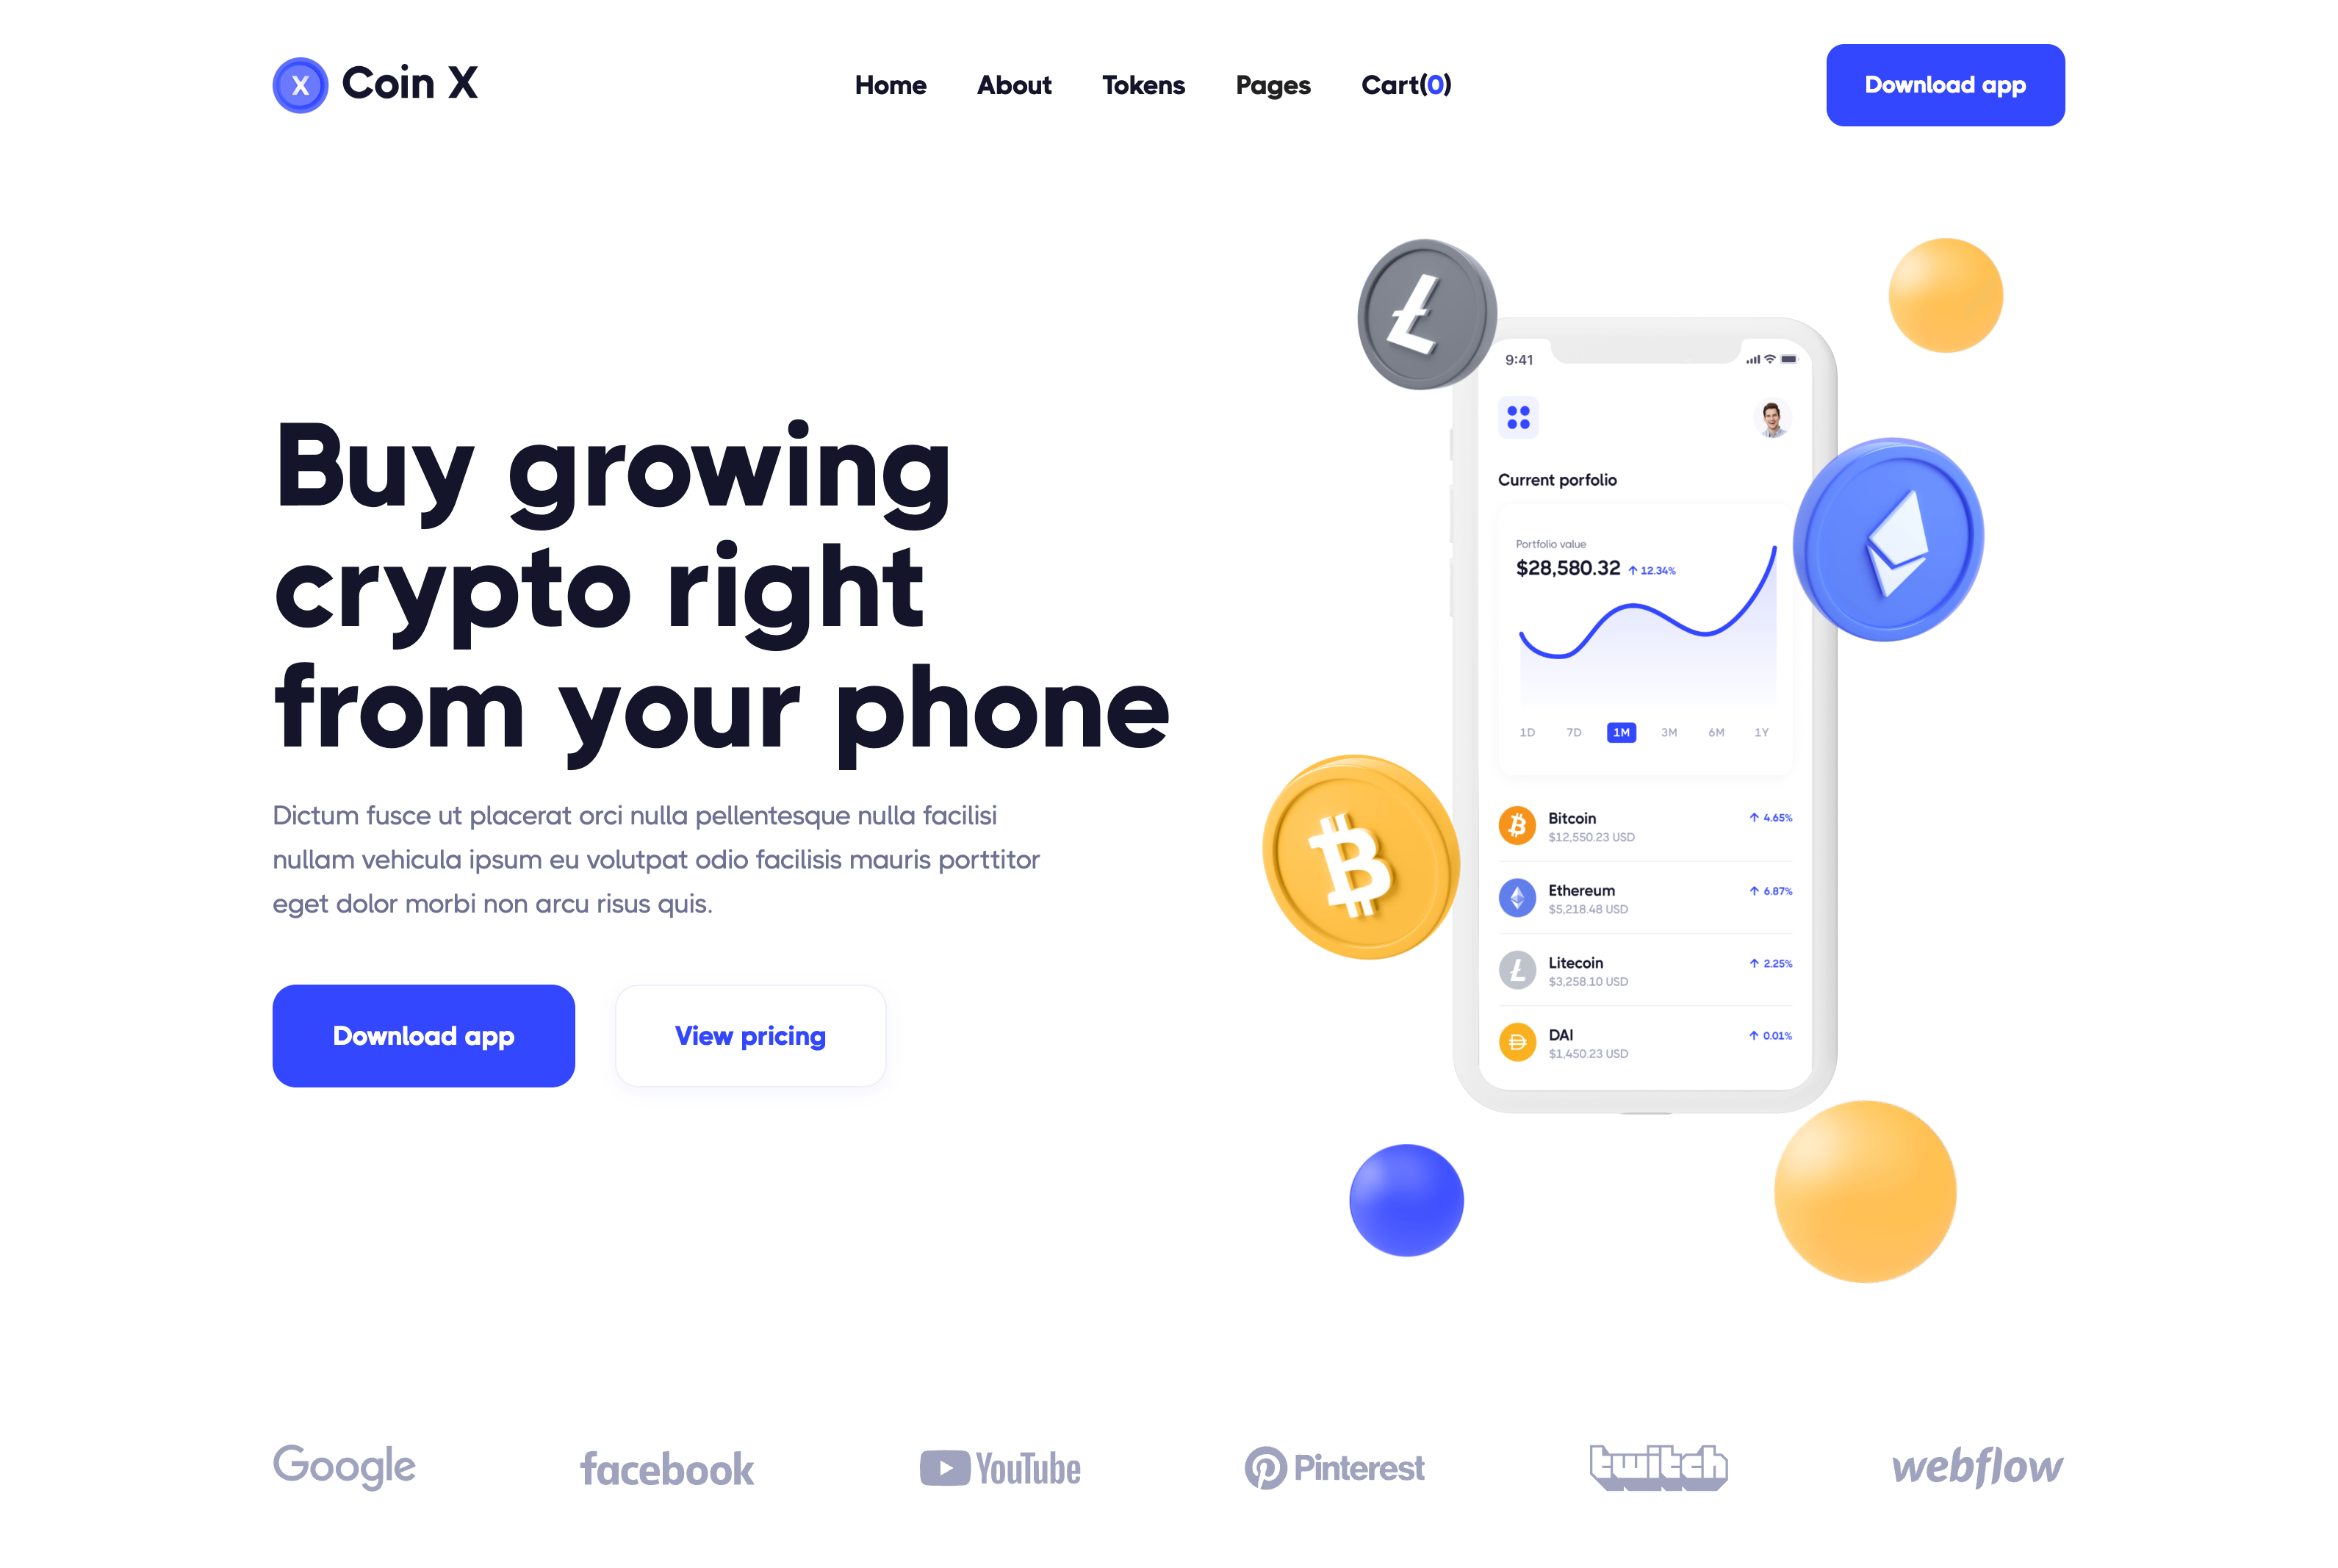 X Coin X
Home About Tokens Pages Cart(0)
Download app
Buy growing
crypto right
from your phone
Dictum fusce ut placerat orci nulla pellentesque nulla facilisi
nullam vehicula ipsum eu volutpat odio facilisis mauris porttitor
eget dolor morbi non arcu risus quis.
Download app
View pricing
9:41
Current porfolio
Portfolio value
$28,580.32 ↑ 12.34%
1D 7D 1M 3M 6M 1Y
Bitcoin ↑ 4.65%
$12,550.23 USD
Ethereum ↑ 6.87%
$5,218.48 USD
Litecoin ↑ 2.25%
$3,258.10 USD
DAI ↑ 0.01%
$1,450.23 USD
Google facebook YouTube Pinterest twitch webflow